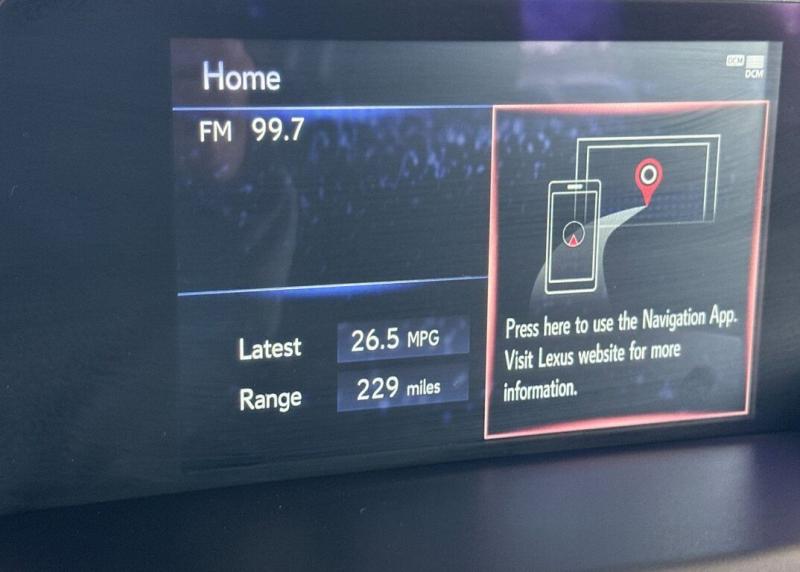 Home
DCM
DCM
FM 99.7
Latest 26.5 MPG
Range 229 miles
Press here to use the Navigation App.
Visit Lexus website for more
information.